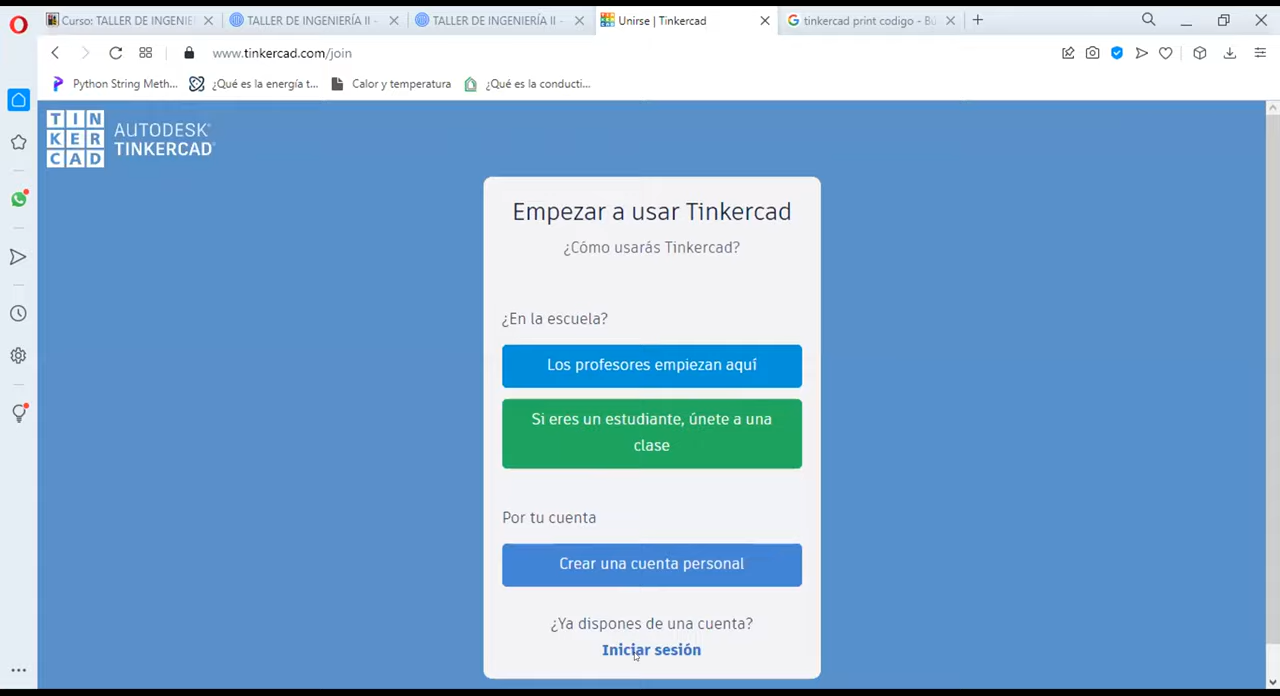 Curso: TALLER DE INGENIE
TALLER DE INGENIERÍA II -
TALLER DE INGENIERÍA II -
Unirse | Tinkercad
tinkercad print codigo - Bú
www.tinkercad.com/join
Python String Meth...
¿Qué es la energía t...
Calor y temperatura
¿Qué es la conducti...
TIN
KER
CAD
AUTODESK®
TINKERCAD®
Empezar a usar Tinkercad
¿Cómo usarás Tinkercad?
¿En la escuela?
Los profesores empiezan aquí
Si eres un estudiante, únete a una
clase
Por tu cuenta
Crear una cuenta personal
¿Ya dispones de una cuenta?
Iniciar sesión